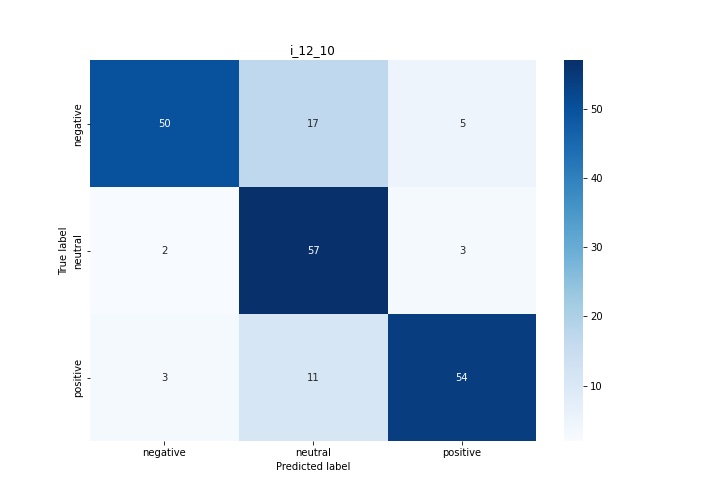 i_12_10
negative 50 17 5
True label
neutral 2 57 3
positive 3 11 54
negative neutral positive
Predicted label
50
40
30
20
10